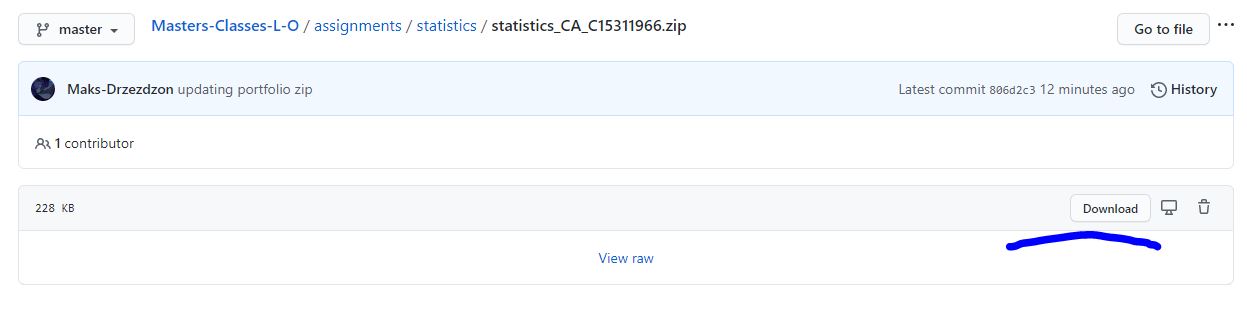 master Masters-Classes-L-O / assignments / statistics / statistics_CA_C15311966.zip Go to file ...
Maks-Drzezdzon updating portfolio zip Latest commit 806d2c3 12 minutes ago History
1 contributor
228 KB Download
View raw